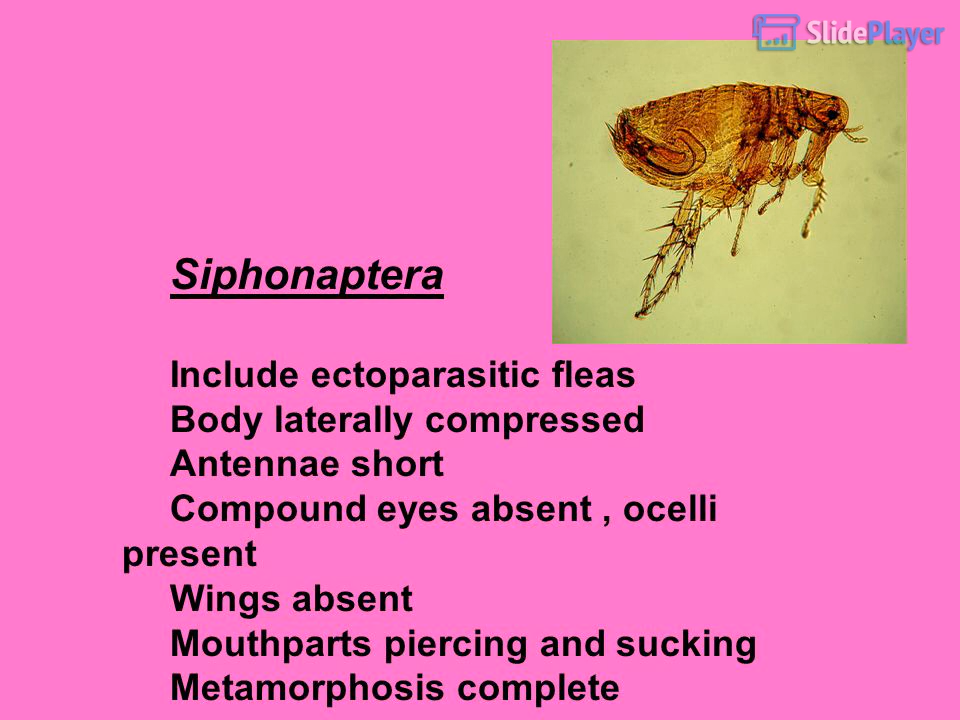 SlidePlayer
Siphonaptera
Include ectoparasitic fleas
Body laterally compressed
Antennae short
Compound eyes absent , ocelli
present
Wings absent
Mouthparts piercing and sucking
Metamorphosis complete